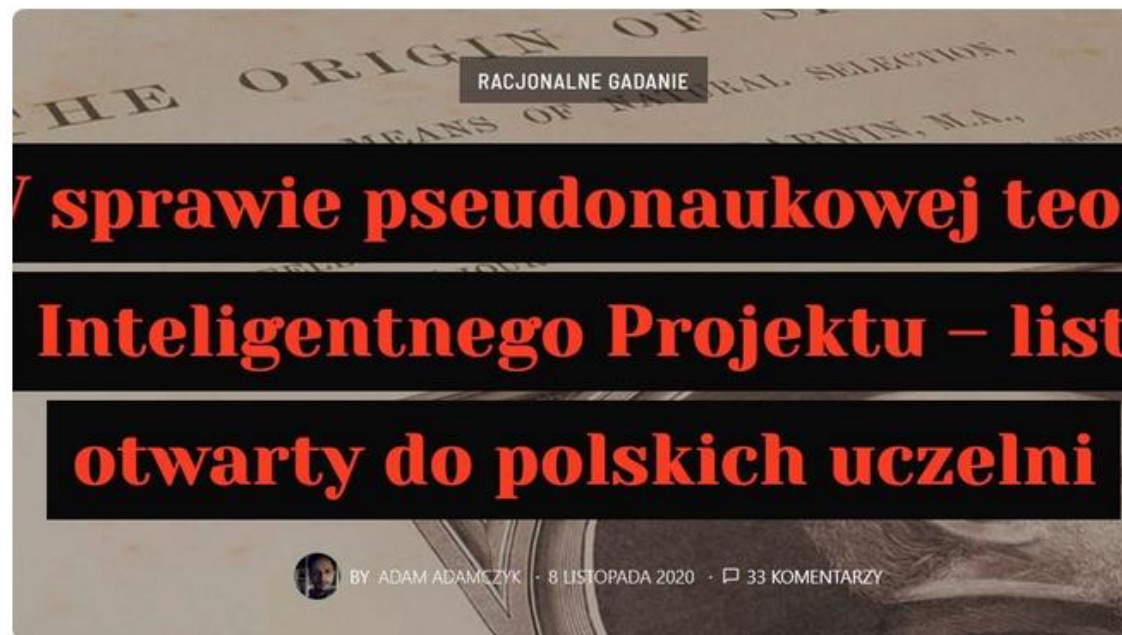 THE ORIGIN OF
RACJONALNE GADANIE
MEANS OF NATURAL SELECTION,
DARWIN, M.A.,
sprawie pseudonaukowej teo
Inteligentnego Projektu – list
otwarty do polskich uczelni
BY ADAM ADAMCZYK · 8 LISTOPADA 2020 · 33 KOMENTARZY